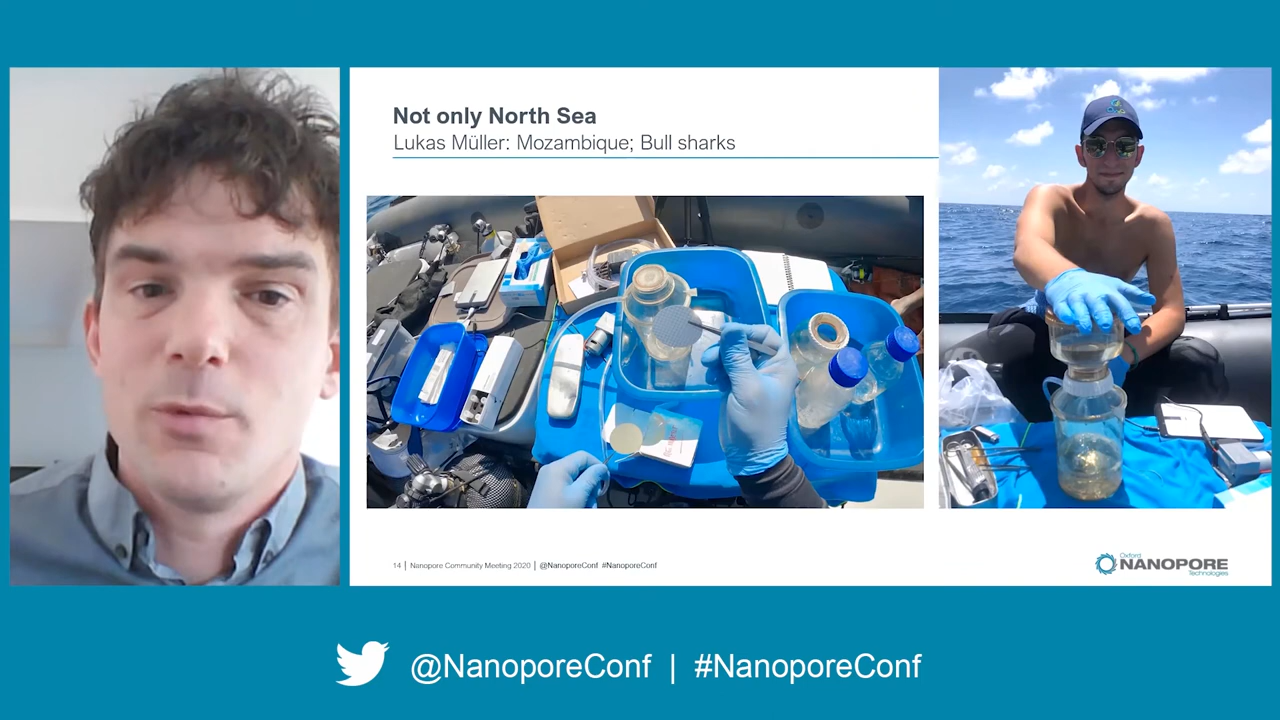 Not only North Sea
Lukas Müller: Mozambique; Bull sharks
14 | Nanopore Community Meeting 2020 | @NanoporeConf #NanoporeConf
Oxford
NANOPORE
Technologies
@NanoporeConf | #NanoporeConf